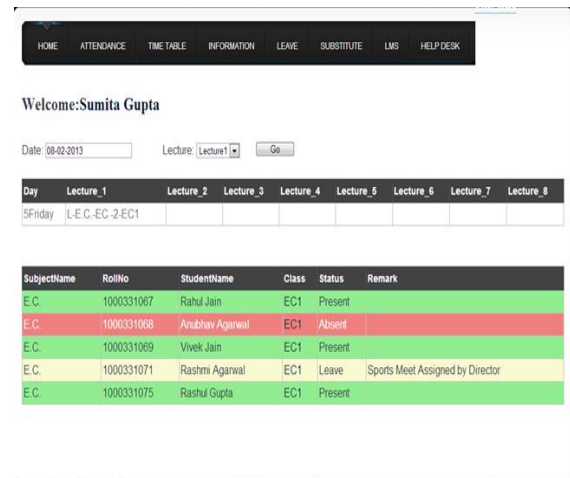 HOME ATTENDANCE TIME TABLE INFORMATION LEAVE SUBSTITUTE LMS HELP DESK
Welcome:Sumita Gupta
Date: 08-02-2013 Lecture: Lecture1 Go
Day Lecture_1 Lecture_2 Lecture_3 Lecture_4 Lecture_5 Lecture_6 Lecture_7 Lecture_8
5Friday L-E.C.-EC-2-EC1
SubjectName RollNo StudentName Class Status Remark
E.C. 1000331067 Rahul Jain EC1 Present
E.C. 1000331068 Anubhav Agarwal EC1 Absent
E.C. 1000331069 Vivek Jain EC1 Present
E.C. 1000331071 Rashmi Agarwal EC1 Leave Sports Meet Assigned by Director
E.C. 1000331075 Rashul Gupta EC1 Present